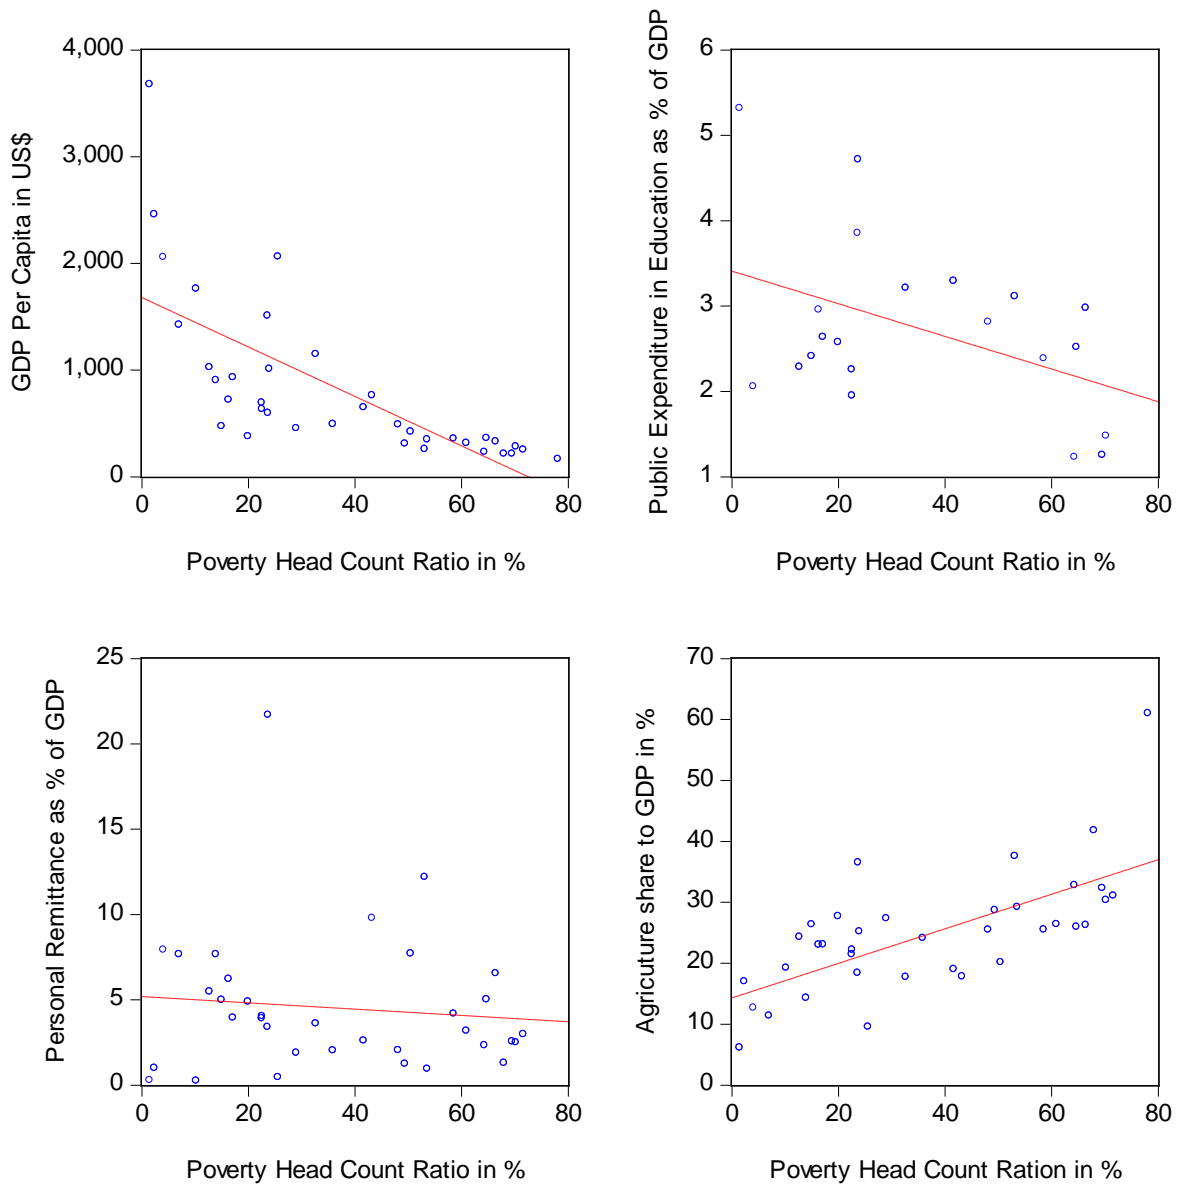 4,000
3,000
2,000
1,000
0
GDP Per Capita in US$
0 20 40 60 80
Poverty Head Count Ratio in %
6
5
4
3
2
1
Public Expenditure in Education as % of GDP
0 20 40 60 80
Poverty Head Count Ratio in %
25
20
15
10
5
0
Personal Remittance as % of GDP
0 20 40 60 80
Poverty Head Count Ratio in %
70
60
50
40
30
20
10
0
Agricuture share to GDP in %
0 20 40 60 80
Poverty Head Count Ration in %